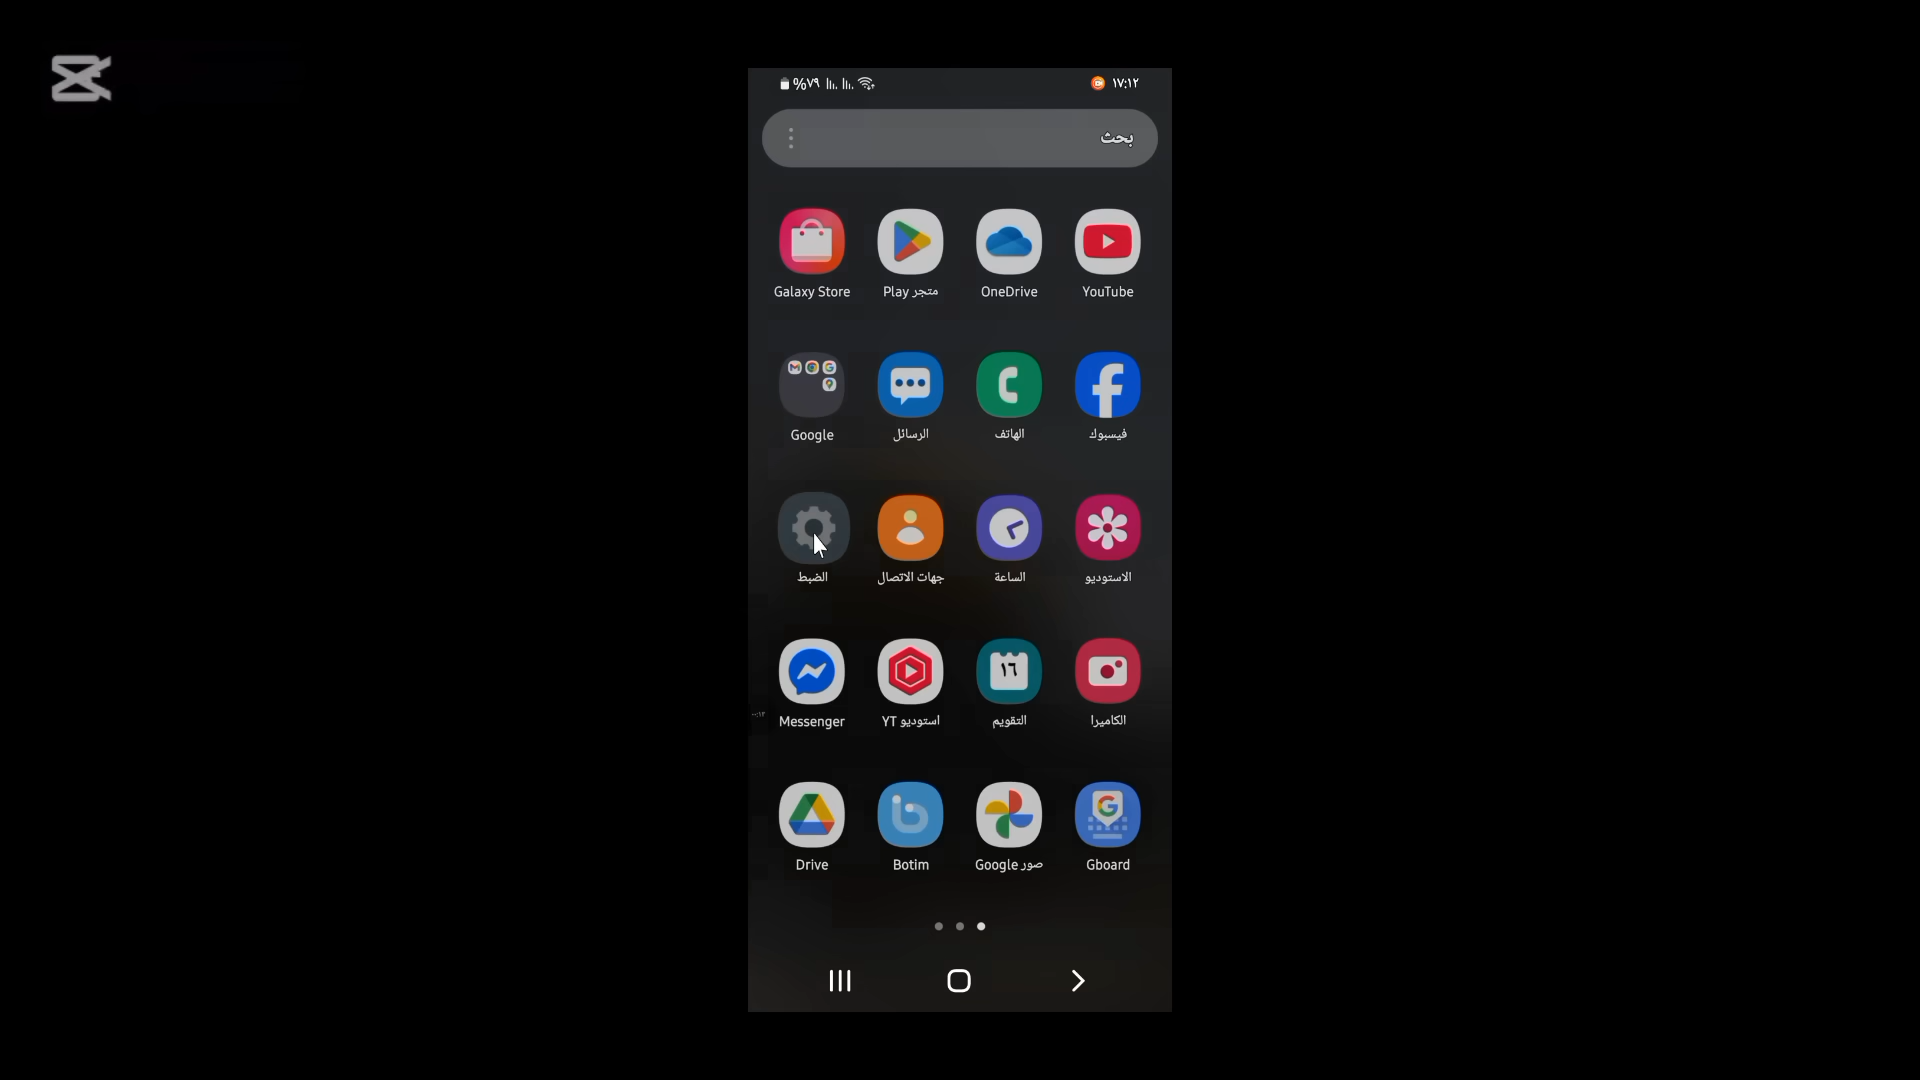 ١٧:١٢ %٧٩
بحث
YouTube OneDrive متجر Play Galaxy Store
فيسبوك الهاتف الرسائل Google
الاستوديو الساعة جهات الاتصال الضبط
١٦
الكاميرا التقويم استوديو YT Messenger
Gboard صور Google Botim Drive